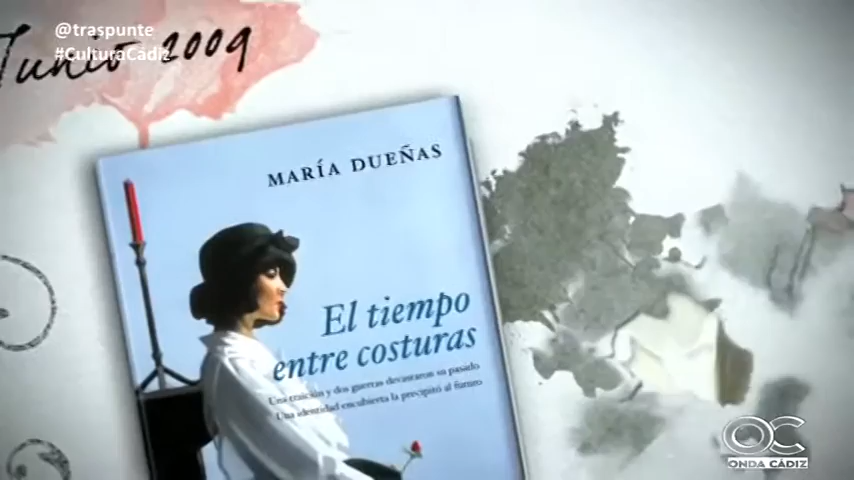 @traspunte
#CulturaCádiz
Junio 2009
MARÍA DUEÑAS
El tiempo
entre costuras
Una traición y dos guerras devastaron su pasado
Una identidad encubierta la precipitó al futuro
OC
ONDA CÁDIZ